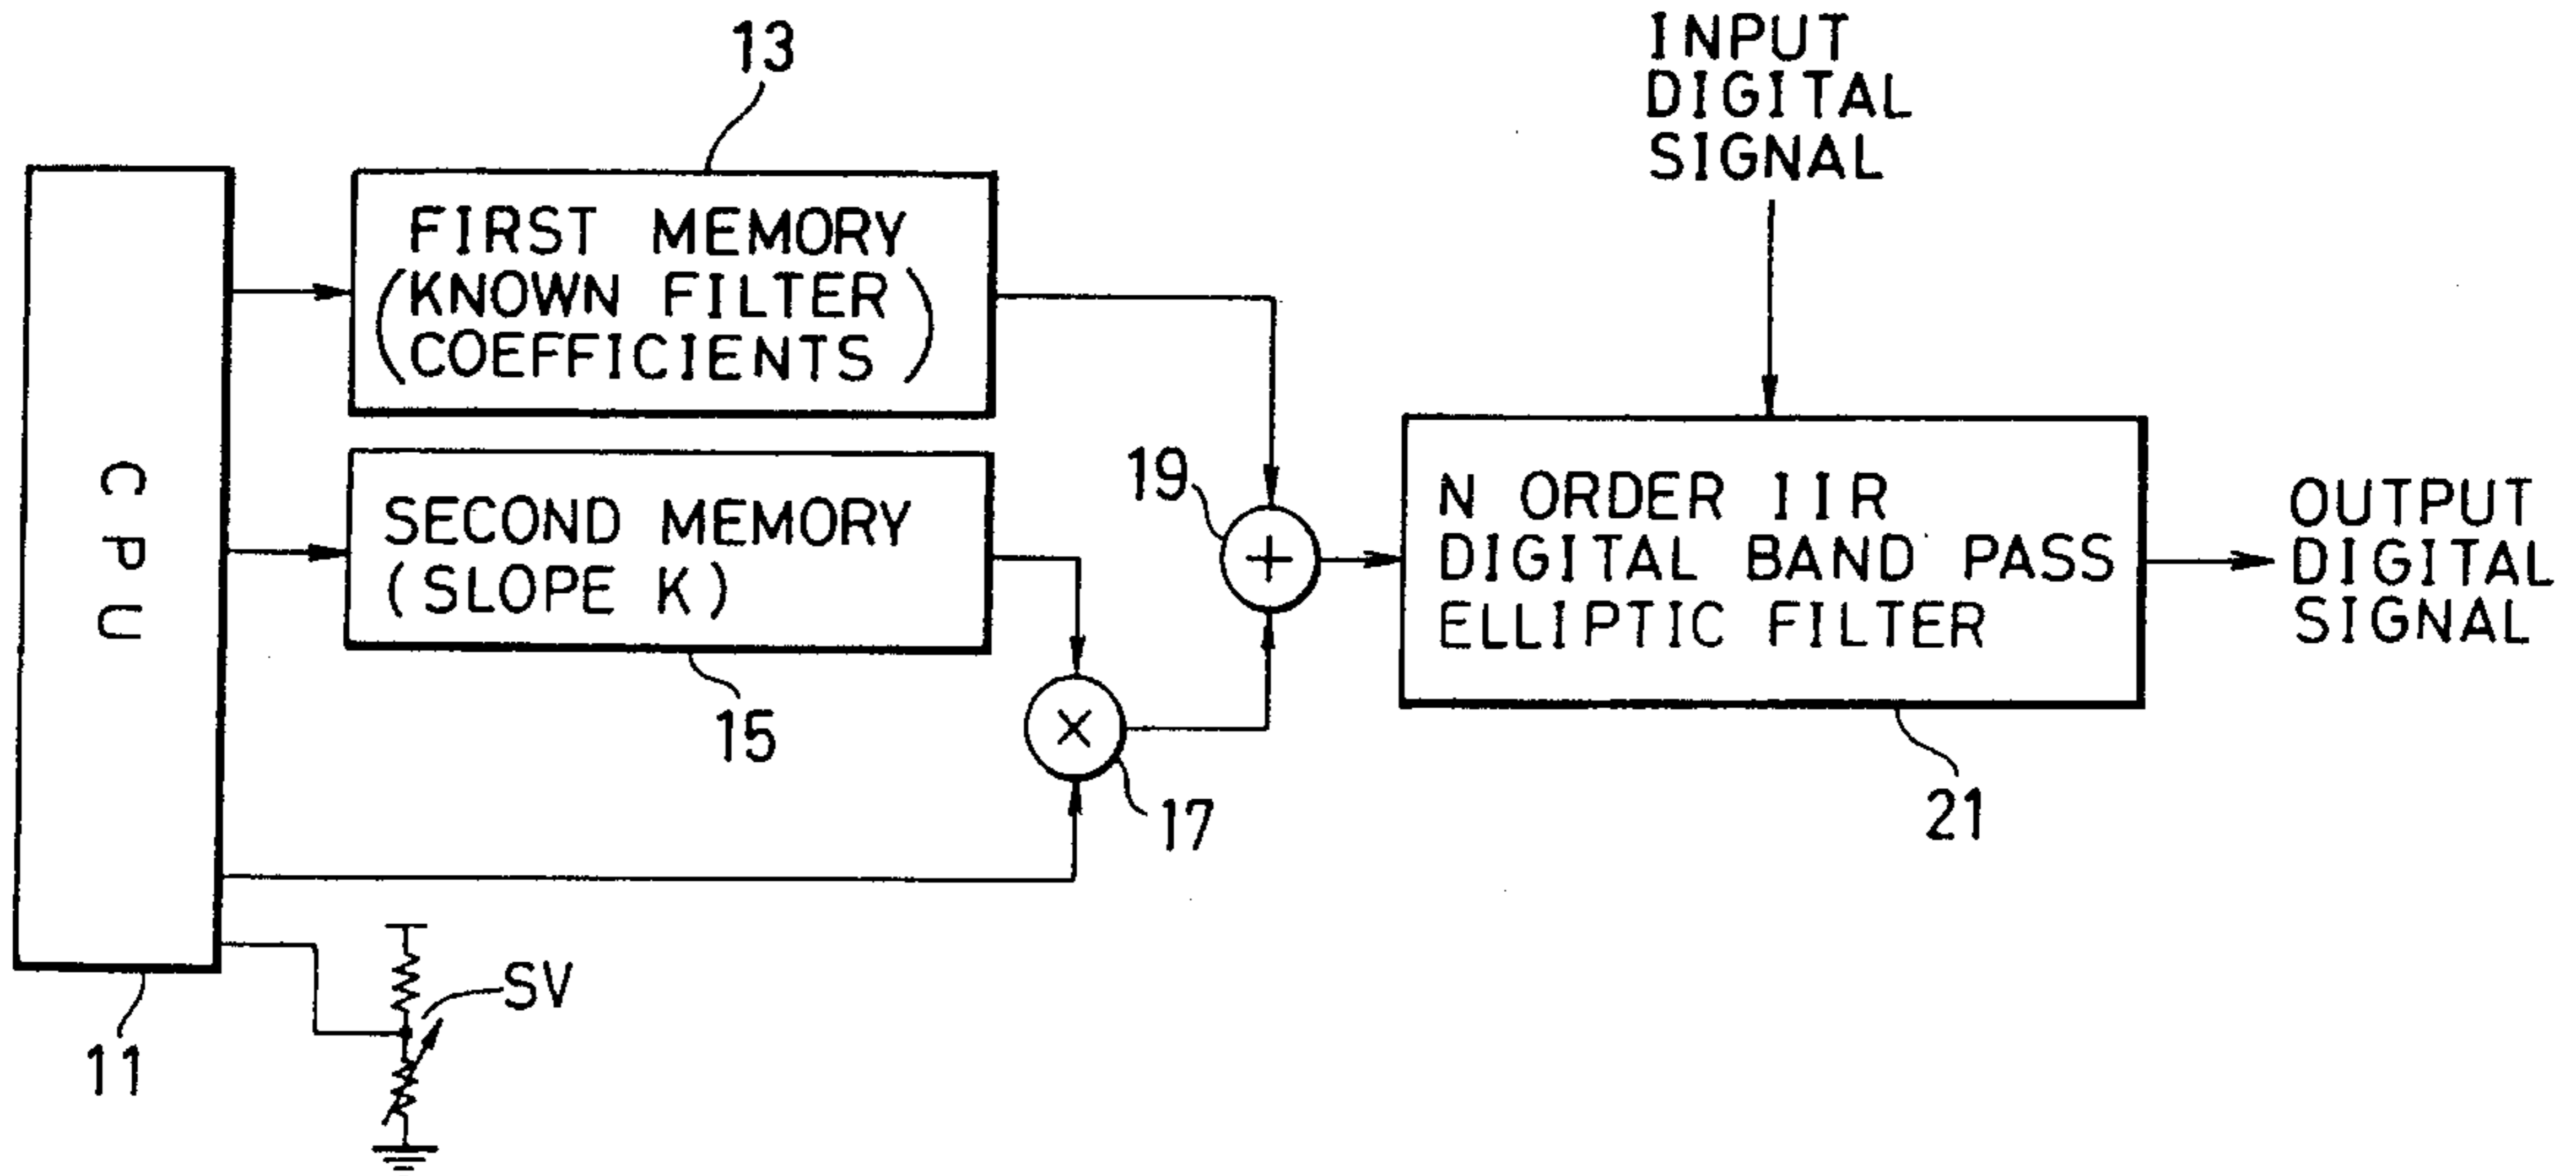 13
INPUT
DIGITAL
SIGNAL
FIRST MEMORY
(KNOWN FILTER
COEFFICIENTS)
CPU
SECOND MEMORY
(SLOPE K)
15
×
17
19
+
N ORDER IIR
DIGITAL BAND PASS
ELLIPTIC FILTER
21
OUTPUT
DIGITAL
SIGNAL
SV
11